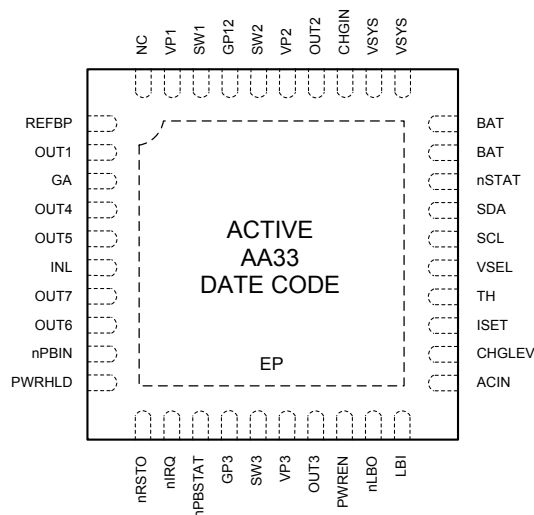 NC
VP1
SW1
GP12
SW2
VP2
OUT2
CHGIN
VSYS
VSYS
REFBP
OUT1
GA
OUT4
OUT5
INL
OUT7
OUT6
nPBIN
PWRHLD
ACTIVE
AA33
DATE CODE
EP
BAT
BAT
nSTAT
SDA
SCL
VSEL
TH
ISET
CHGLEV
ACIN
nRSTO
nIRQ
nPBSTAT
GP3
SW3
VP3
OUT3
PWREN
nLBO
LBI